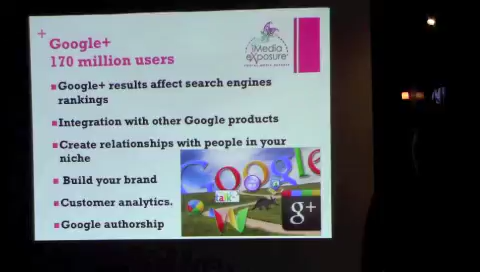 +
Google+
170 million users
iMedia
eXposure
Google+ results affect search engines
rankings
Integration with other Google products
Create relationships with people in your
niche
Build your brand
Customer analytics.
Google authorship
Google
talk
g+